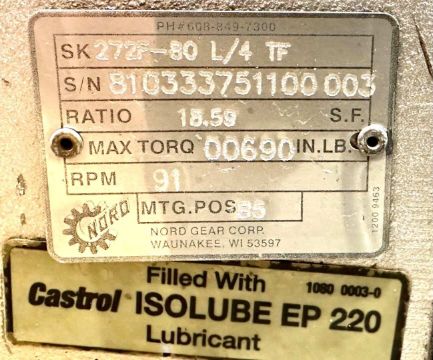 PH#608-849-7300
SK 272F-80 L/4 TF
S/N 810333751100 003
RATIO 18.59 S.F.
MAX TORQ 00690 IN.LB.
RPM 91
MTG.POS B5
NORD
NORD GEAR CORP.
WAUNAKEE, WI 53597
1200 9463
Filled With 1080 0003-0
Castrol ISOLUBE EP 220
Lubricant